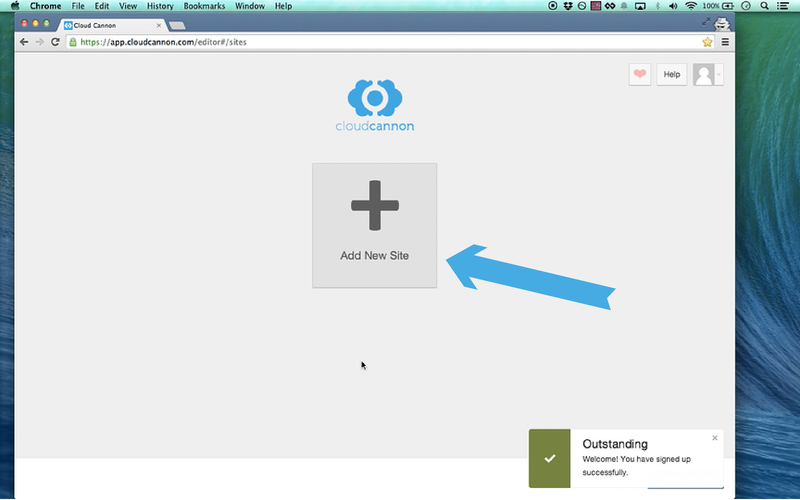 Chrome File Edit View History Bookmarks Window Help 100%
Cloud Cannon
https://app.cloudcannon.com/editor#/sites
Help
cloudcannon
Add New Site
Outstanding
Welcome! You have signed up
successfully.